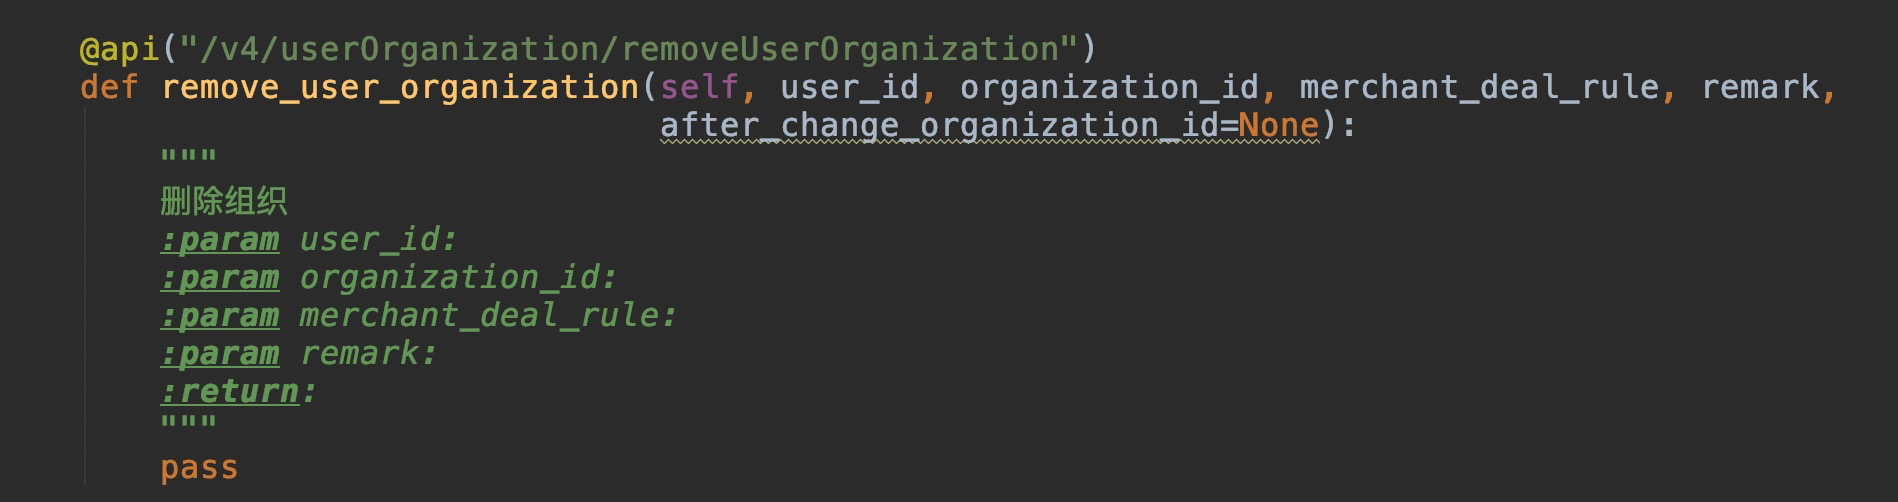 @api("/v4/userOrganization/removeUserOrganization")
def remove_user_organization(self, user_id, organization_id, merchant_deal_rule, remark,
after_change_organization_id=None):
"""
删除组织
:param user_id:
:param organization_id:
:param merchant_deal_rule:
:param remark:
:return:
"""
pass